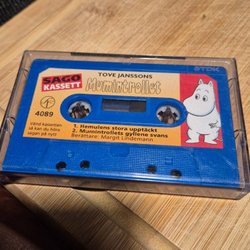 SAGO
KASSETT
4089
TOVE JANSSONS
Mumintrollet
TDK
1. Hemulens stora upptäckt
2. Mumintrollets gyllene svans
Berättare: Margit Lindemann
Vänd kassetten
så kan du höra
sagan på nytt!